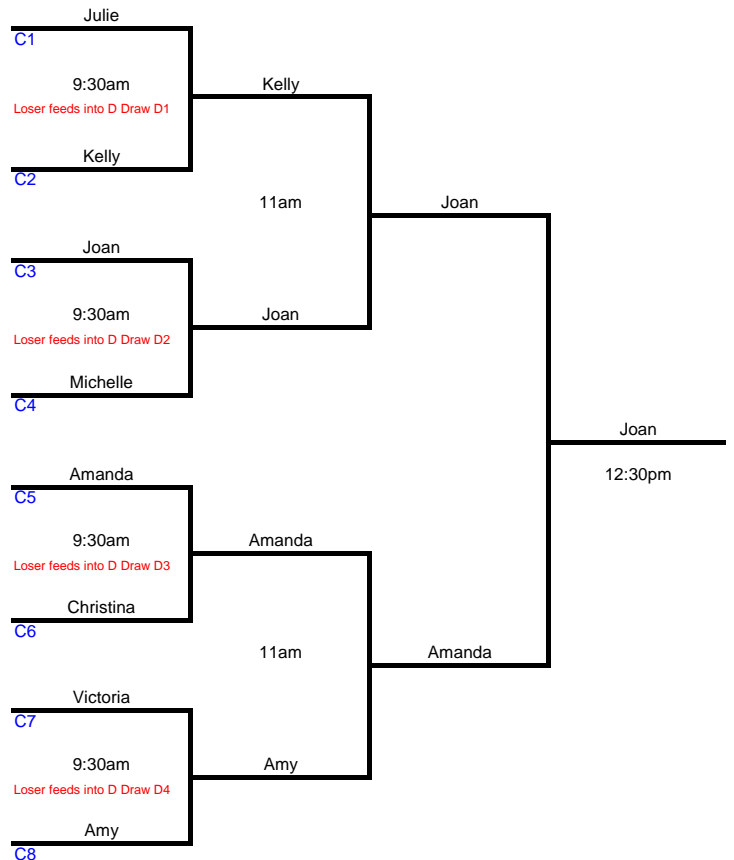 Julie
C1
9:30am
Loser feeds into D Draw D1
Kelly
Kelly
C2
11am
Joan
Joan
C3
9:30am
Loser feeds into D Draw D2
Joan
Michelle
C4
Joan
12:30pm
Amanda
C5
9:30am
Loser feeds into D Draw D3
Amanda
Christina
C6
11am
Amanda
Victoria
C7
9:30am
Loser feeds into D Draw D4
Amy
Amy
C8